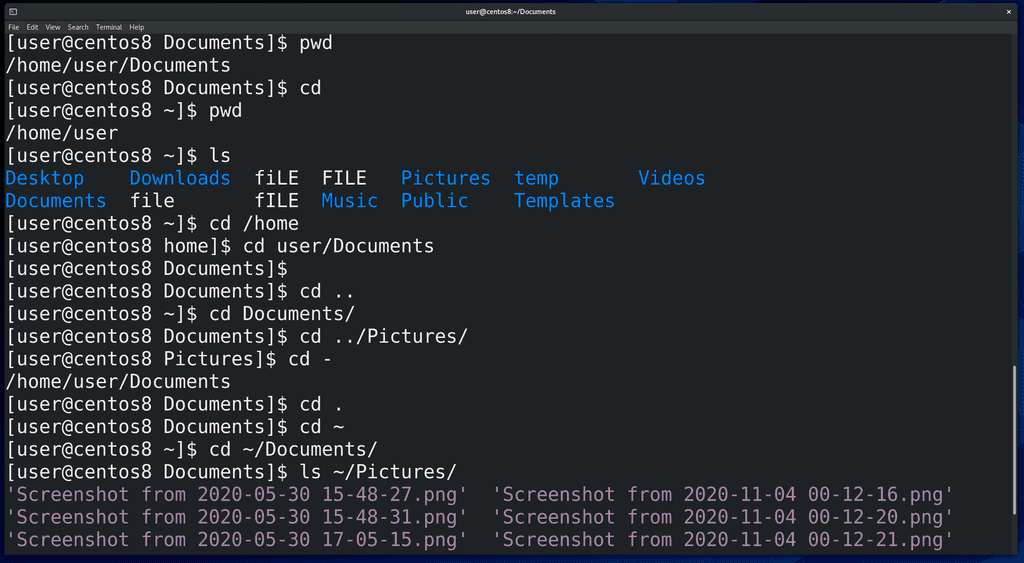 user@centos8:~/Documents
File Edit View Search Terminal Help
[user@centos8 Documents]$ pwd
/home/user/Documents
[user@centos8 Documents]$ cd
[user@centos8 ~]$ pwd
/home/user
[user@centos8 ~]$ ls
Desktop Downloads fiLE FILE Pictures temp Videos
Documents file fILE Music Public Templates
[user@centos8 ~]$ cd /home
[user@centos8 home]$ cd user/Documents
[user@centos8 Documents]$
[user@centos8 Documents]$ cd ..
[user@centos8 ~]$ cd Documents/
[user@centos8 Documents]$ cd ../Pictures/
[user@centos8 Pictures]$ cd -
/home/user/Documents
[user@centos8 Documents]$ cd .
[user@centos8 Documents]$ cd ~
[user@centos8 ~]$ cd ~/Documents/
[user@centos8 Documents]$ ls ~/Pictures/
'Screenshot from 2020-05-30 15-48-27.png' 'Screenshot from 2020-11-04 00-12-16.png'
'Screenshot from 2020-05-30 15-48-31.png' 'Screenshot from 2020-11-04 00-12-20.png'
'Screenshot from 2020-05-30 17-05-15.png' 'Screenshot from 2020-11-04 00-12-21.png'